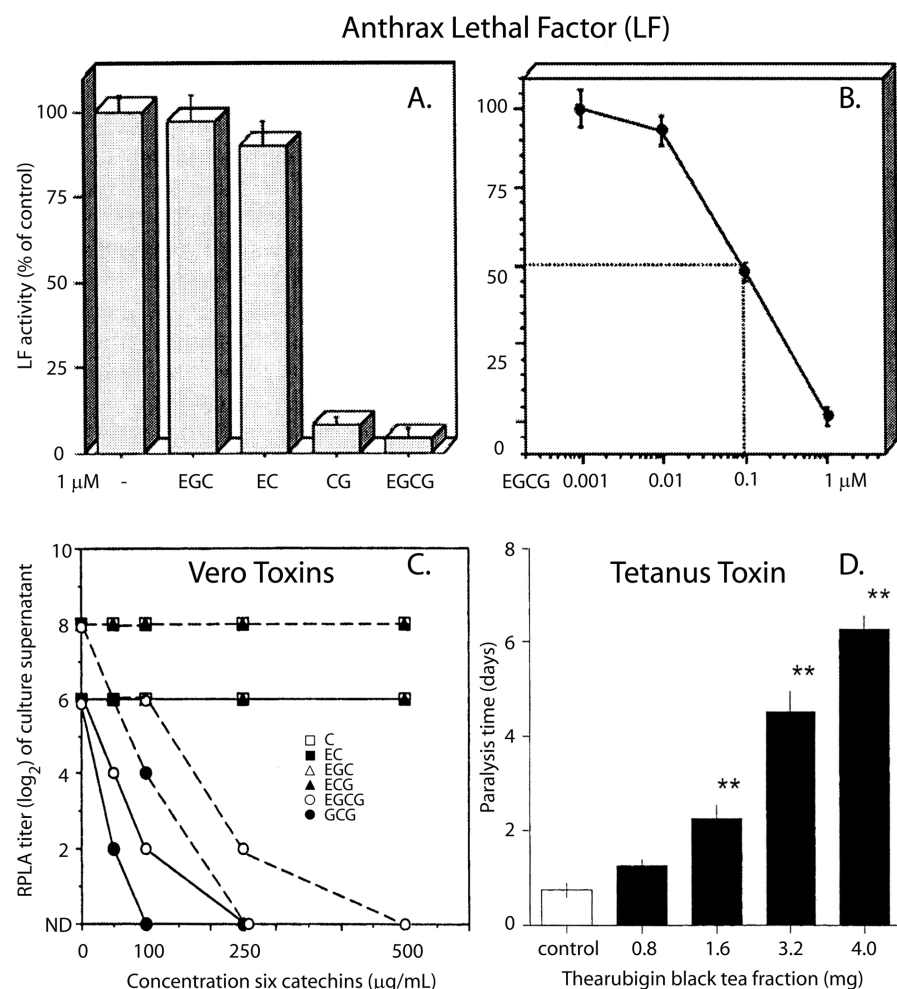 Anthrax Lethal Factor (LF)
A.
LF activity (% of control)
100
75
50
25
0
1 μM - EGC EC CG EGCG
B.
100
75
50
25
0
EGCG 0.001 0.01 0.1 1 μM
Vero Toxins C.
RPLA titer (log2) of culture supernatant
10
8
6
4
2
ND
C
EC
EGC
ECG
EGCG
GCG
0 100 250 500
Concentration six catechins (μg/mL)
Tetanus Toxin D.
Paralysis time (days)
8
6
4
2
0
**
**
**
control 0.8 1.6 3.2 4.0
Thearubigin black tea fraction (mg)